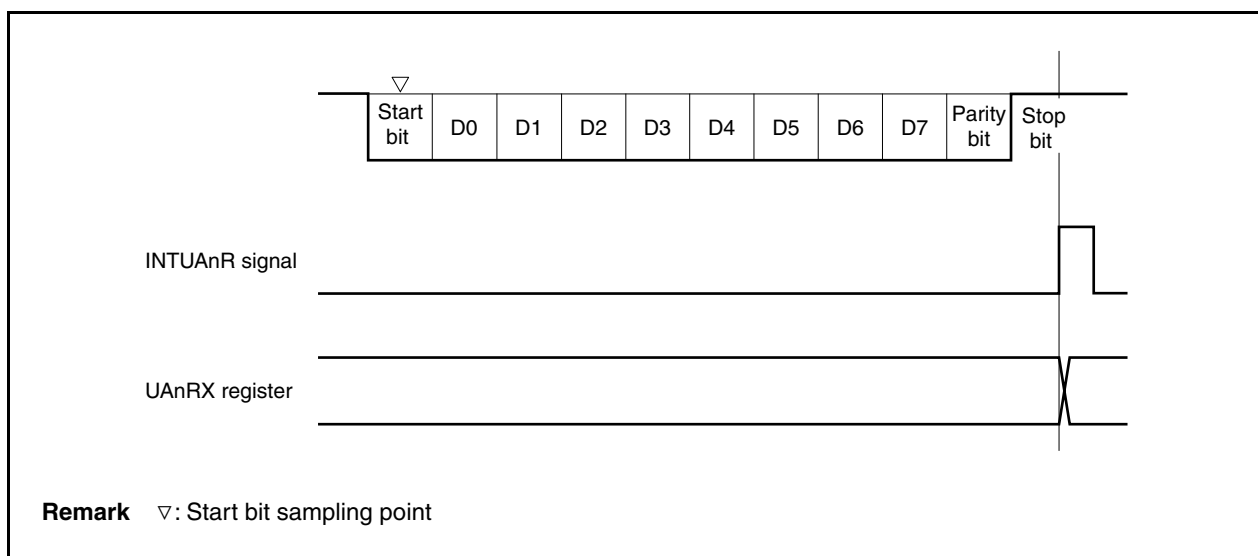 Start bit D0 D1 D2 D3 D4 D5 D6 D7 Parity bit Stop bit
INTUAnR signal
UAnRX register
Remark ▽: Start bit sampling point